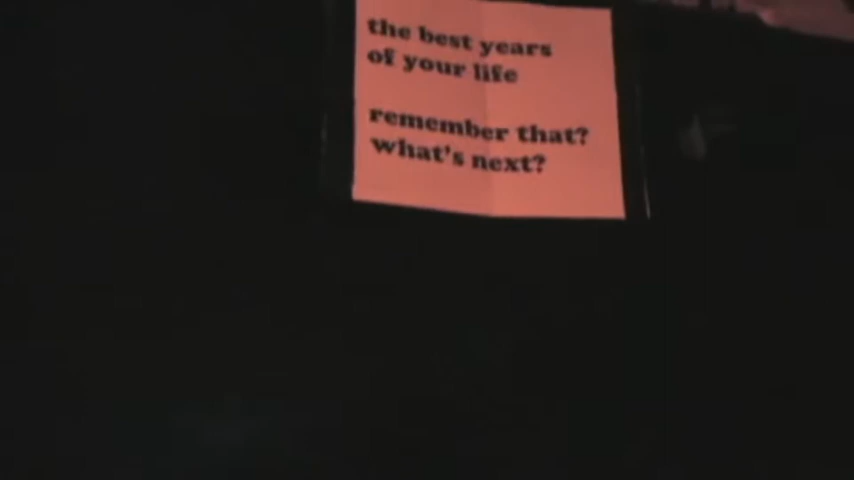 the best years
of your life
remember that?
what's next?